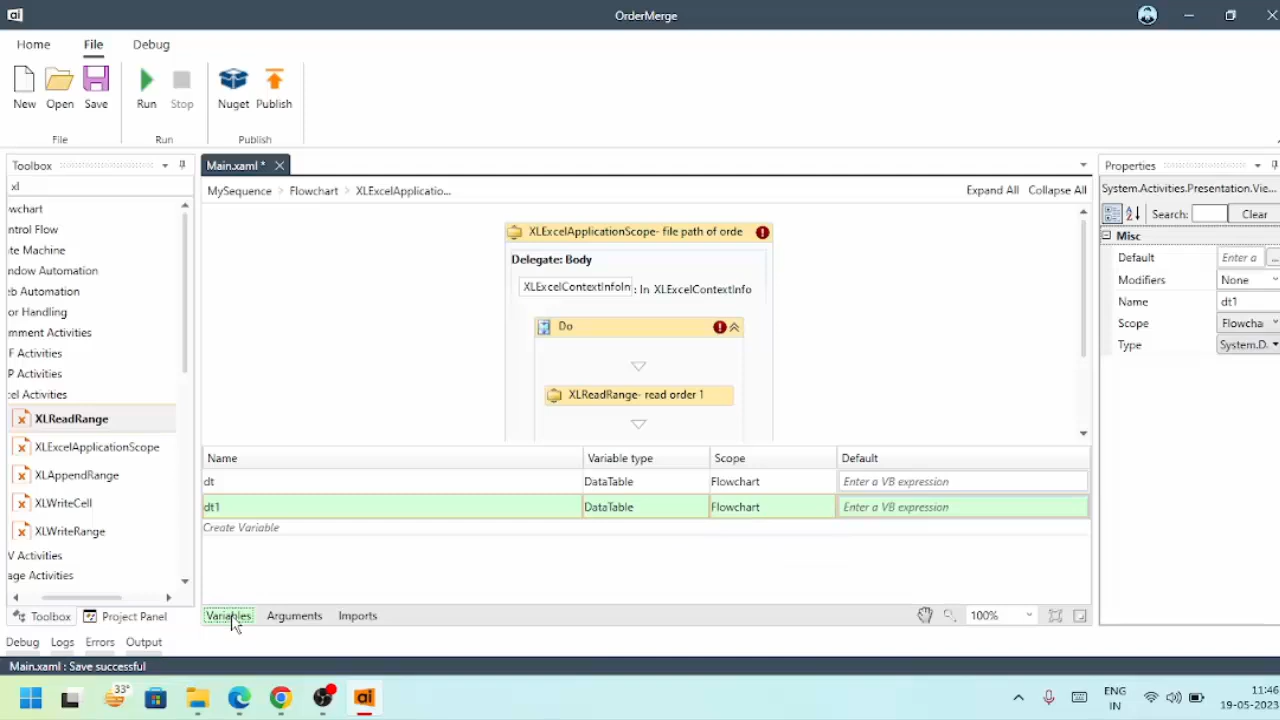 ai
OrderMerge
Home
File
Debug
New
Open
Save
Run
Stop
Nuget
Publish
File
Run
Publish
Toolbox
Main.xaml *
Properties
xl
MySequence > Flowchart > XLExcelApplicatio...
Expand All
Collapse All
System.Activities.Presentation.Vie...
Search:
Clear
wchart
ntrol Flow
te Machine
ndow Automation
eb Automation
or Handling
mment Activities
F Activities
P Activities
cel Activities
XLReadRange
XLExcelApplicationScope
XLAppendRange
XLWriteCell
XLWriteRange
V Activities
age Activities
XLExcelApplicationScope- file path of orde
Delegate: Body
XLExcelContextInfoIn : In XLExcelContextInfo
Do
XLReadRange- read order 1
Misc
Default
Enter a
...
Modifiers
None
Name
dt1
Scope
Flowcha
Type
System.D.
Name
Variable type
Scope
Default
dt
DataTable
Flowchart
Enter a VB expression
dt1
DataTable
Flowchart
Enter a VB expression
Create Variable
Toolbox
Project Panel
Variables
Arguments
Imports
100%
Debug
Logs
Errors
Output
Main.xaml : Save successful
33°
ai
ENG
IN
11:46
19-05-2023